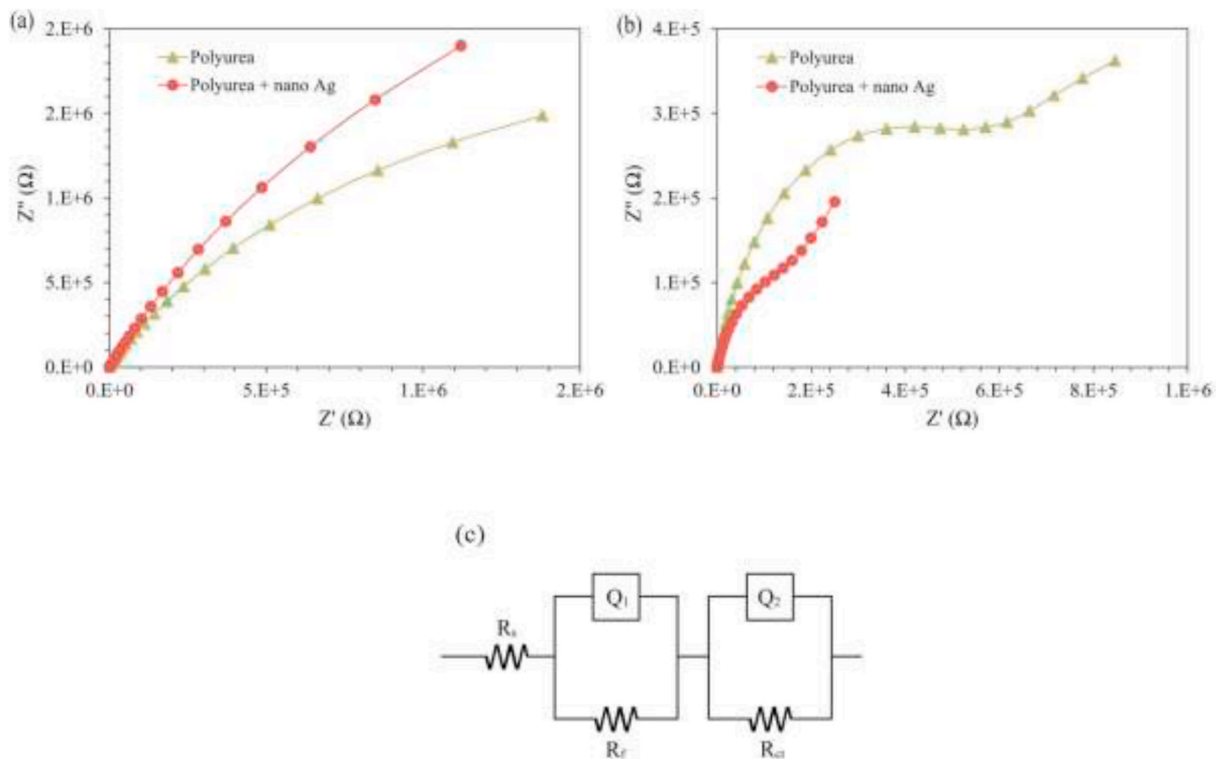 (a)
2.E+6
2.E+6
1.E+6
5.E+5
0.E+0
Z" (Ω)
Polyurea
Polyurea + nano Ag
0.E+0 5.E+5 1.E+6 2.E+6
Z' (Ω)
(b)
4.E+5
3.E+5
2.E+5
1.E+5
0.E+0
Z" (Ω)
Polyurea
Polyurea + nano Ag
0.E+0 2.E+5 4.E+5 6.E+5 8.E+5 1.E+6
Z' (Ω)
(c)
Q1 Q2
Rs
Rf Rct